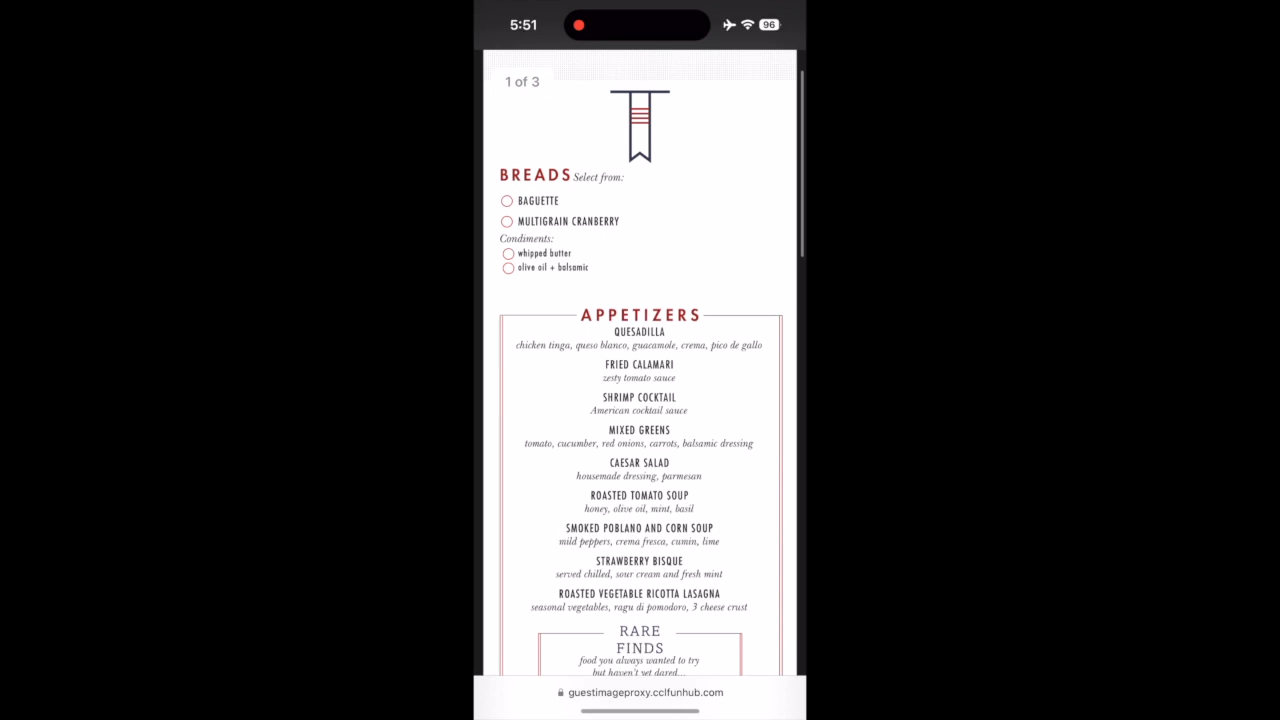 5:51
96
1 of 3
BREADS Select from:
BAGUETTE
MULTIGRAIN CRANBERRY
Condiments:
whipped butter
olive oil + balsamic
APPETIZERS
QUESADILLA
chicken tinga, queso blanco, guacamole, crema, pico de gallo
FRIED CALAMARI
zesty tomato sauce
SHRIMP COCKTAIL
American cocktail sauce
MIXED GREENS
tomato, cucumber, red onions, carrots, balsamic dressing
CAESAR SALAD
housemade dressing, parmesan
ROASTED TOMATO SOUP
honey, olive oil, mint, basil
SMOKED POBLANO AND CORN SOUP
mild peppers, crema fresca, cumin, lime
STRAWBERRY BISQUE
served chilled, sour cream and fresh mint
ROASTED VEGETABLE RICOTTA LASAGNA
seasonal vegetables, ragu di pomodoro, 3 cheese crust
RARE
FINDS
food you always wanted to try
but haven't yet dared...
guestimageproxy.cclfunhub.com